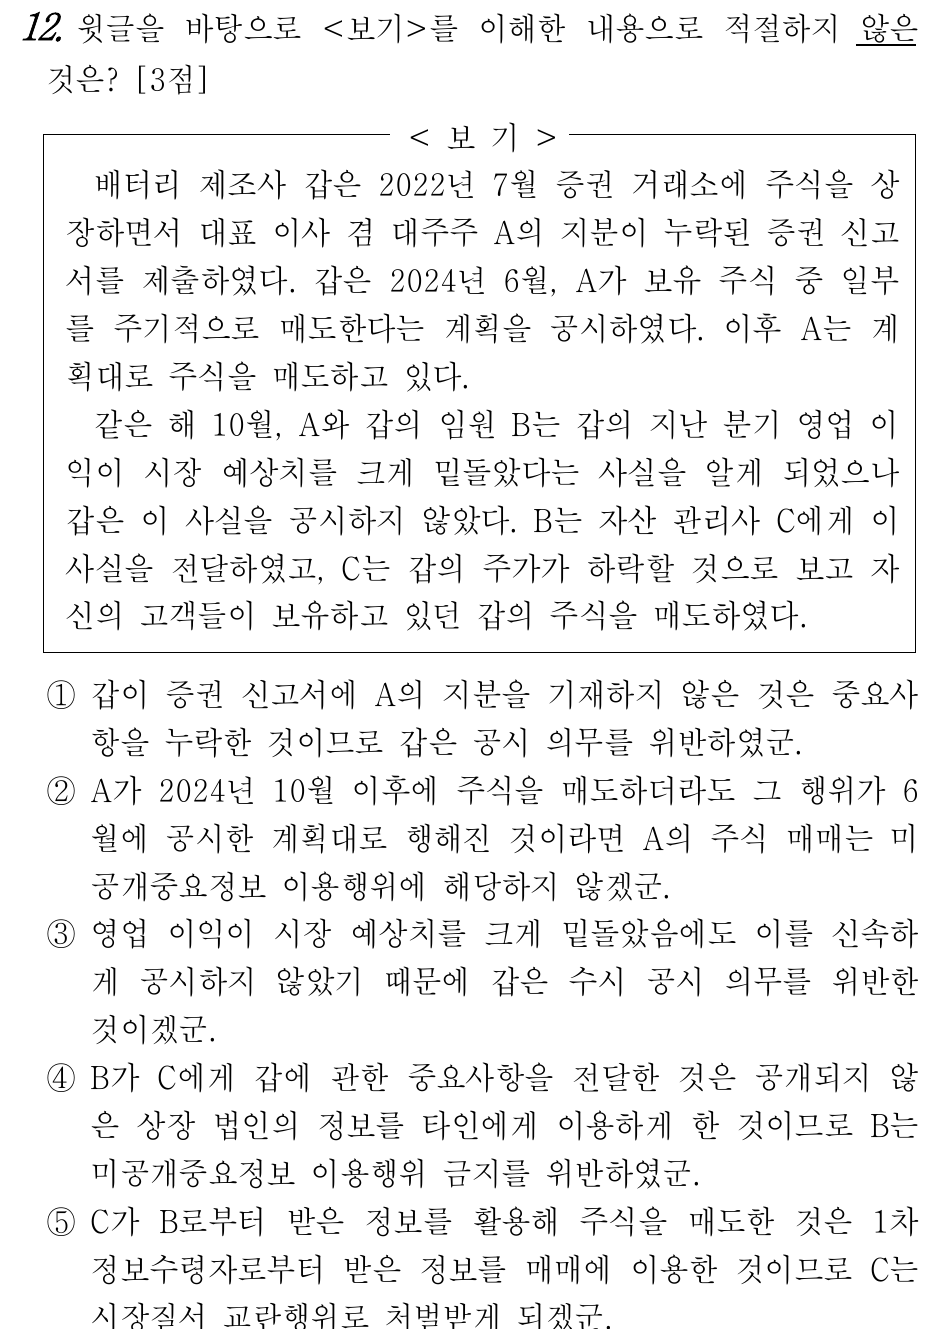 12. 윗글을 바탕으로 <보기>를 이해한 내용으로 적절하지 않은
것은? [3점]
< 보 기 >
배터리 제조사 갑은 2022년 7월 증권 거래소에 주식을 상
장하면서 대표 이사 겸 대주주 A의 지분이 누락된 증권 신고
서를 제출하였다. 갑은 2024년 6월, A가 보유 주식 중 일부
를 주기적으로 매도한다는 계획을 공시하였다. 이후 A는 계
획대로 주식을 매도하고 있다.
같은 해 10월, A와 갑의 임원 B는 갑의 지난 분기 영업 이
익이 시장 예상치를 크게 밑돌았다는 사실을 알게 되었으나
갑은 이 사실을 공시하지 않았다. B는 자산 관리사 C에게 이
사실을 전달하였고, C는 갑의 주가가 하락할 것으로 보고 자
신의 고객들이 보유하고 있던 갑의 주식을 매도하였다.
① 갑이 증권 신고서에 A의 지분을 기재하지 않은 것은 중요사
항을 누락한 것이므로 갑은 공시 의무를 위반하였군.
② A가 2024년 10월 이후에 주식을 매도하더라도 그 행위가 6
월에 공시한 계획대로 행해진 것이라면 A의 주식 매매는 미
공개중요정보 이용행위에 해당하지 않겠군.
③ 영업 이익이 시장 예상치를 크게 밑돌았음에도 이를 신속하
게 공시하지 않았기 때문에 갑은 수시 공시 의무를 위반한
것이겠군.
④ B가 C에게 갑에 관한 중요사항을 전달한 것은 공개되지 않
은 상장 법인의 정보를 타인에게 이용하게 한 것이므로 B는
미공개중요정보 이용행위 금지를 위반하였군.
⑤ C가 B로부터 받은 정보를 활용해 주식을 매도한 것은 1차
정보수령자로부터 받은 정보를 매매에 이용한 것이므로 C는
시장질서 교란행위로 처벌받게 되겠군.